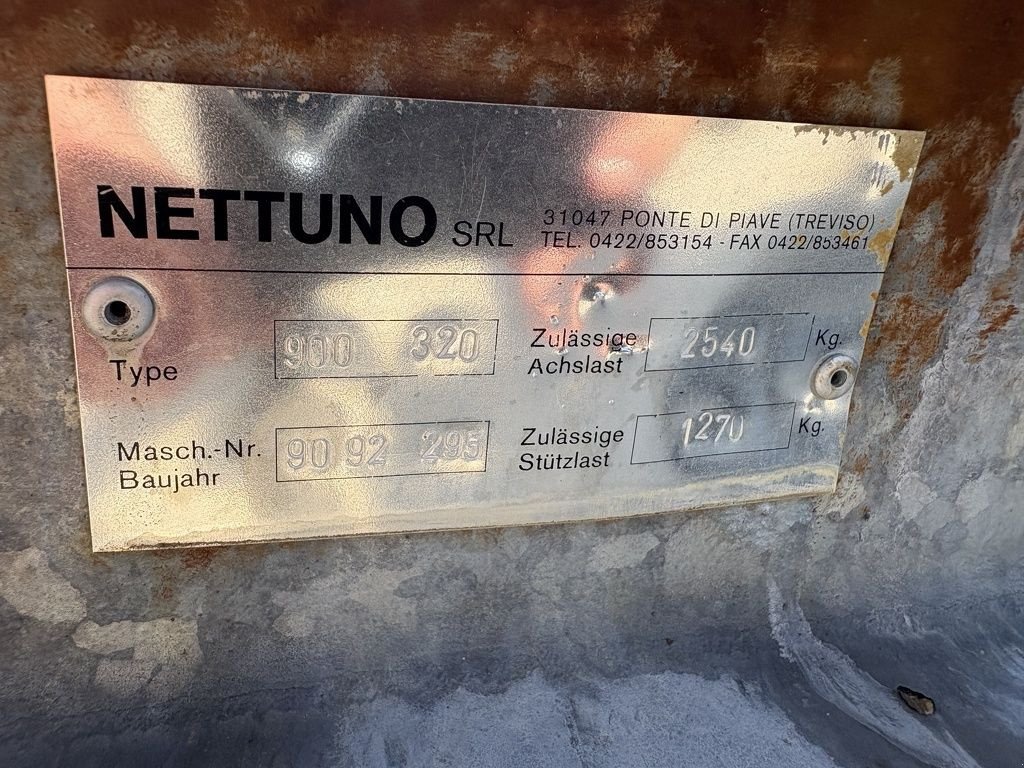 NETTUNO SRL
31047 PONTE DI PIAVE (TREVISO)
TEL. 0422/853154 - FAX 0422/853461
Type 900 320
Zulässige Achslast 2540 Kg.
Masch.-Nr.
Baujahr 90 92 295
Zulässige
Stützlast 1270 Kg.